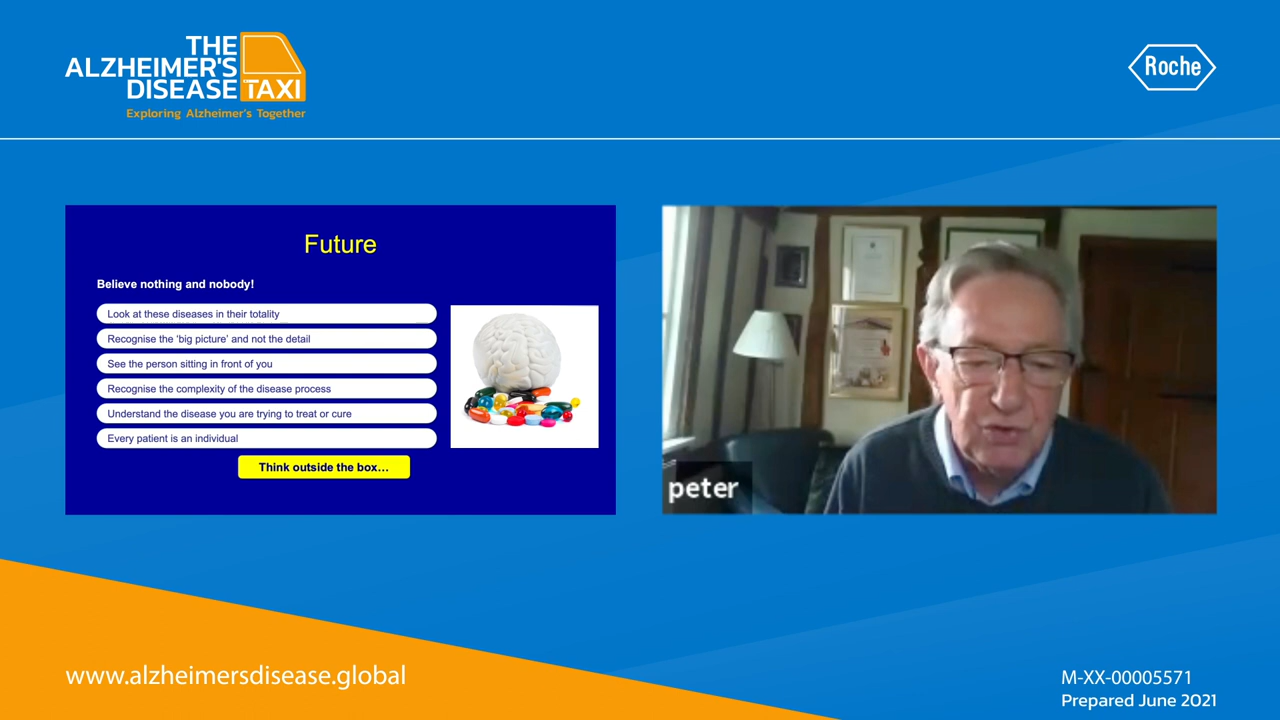 THE
ALZHEIMER'S
DISEASE TAXI
Exploring Alzheimer's Together
Roche
Future
Believe nothing and nobody!
Look at these diseases in their totality
Recognise the ‘big picture’ and not the detail
See the person sitting in front of you
Recognise the complexity of the disease process
Understand the disease you are trying to treat or cure
Every patient is an individual
Think outside the box…
peter
www.alzheimersdisease.global
M-XX-00005571
Prepared June 2021